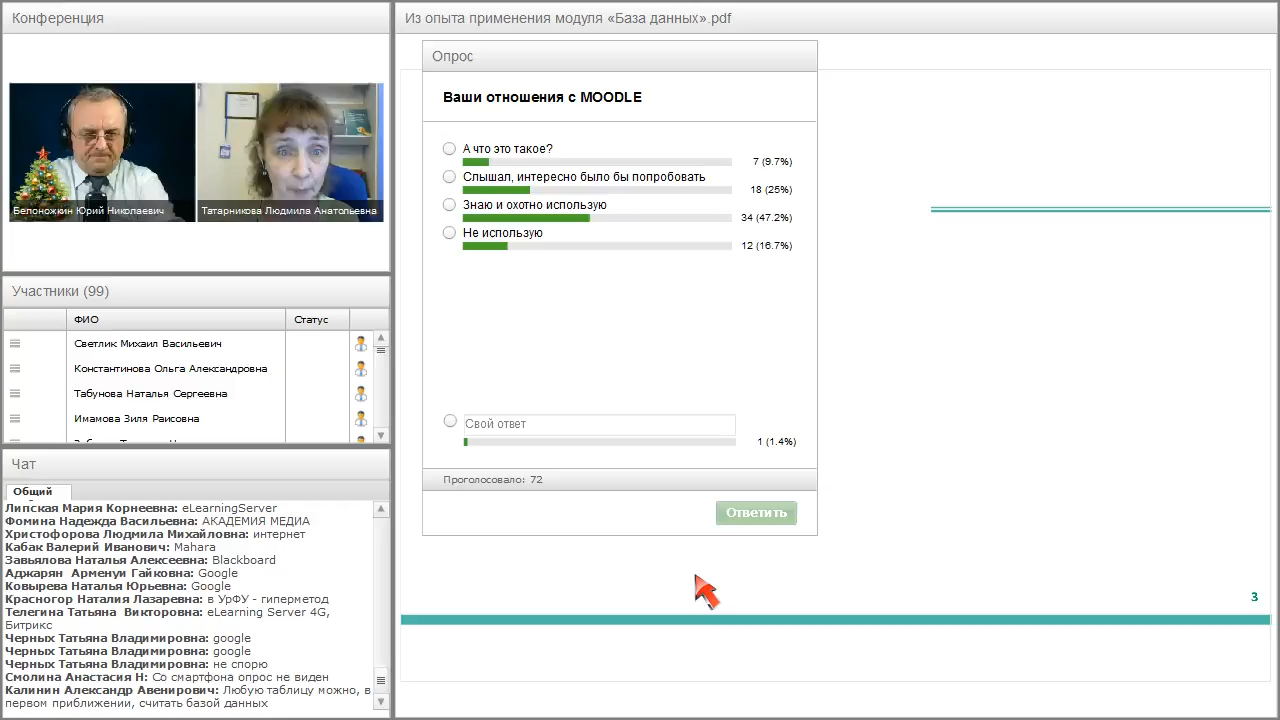 Конференция
Белоножкин Юрий Николаевич
Татарникова Людмила Анатольевна
Участники (99)
ФИО
Статус
Светлик Михаил Васильевич
Константинова Ольга Александровна
Табунова Наталья Сергеевна
Имамова Зиля Раисовна
Чат
Общий
Липская Мария Корнеевна: eLearningServer
Фомина Надежда Васильевна: АКАДЕМИЯ МЕДИА
Христофорова Людмила Михайловна: интернет
Кабак Валерий Иванович: Mahara
Завьялова Наталья Алексеевна: Blackboard
Аджарян Арменуи Гайковна: Google
Ковырева Наталья Юрьевна: Google
Красногор Наталия Лазаревна: в УрФУ - гиперметод
Телегина Татьяна Викторовна: eLearning Server 4G,
Битрикс
Черных Татьяна Владимировна: google
Черных Татьяна Владимировна: google
Черных Татьяна Владимировна: не спорю
Смолина Анастасия Н: Со смартфона опрос не виден
Калинин Александр Авенирович: Любую таблицу можно, в
первом приближении, считать базой данных
Из опыта применения модуля «База данных».pdf
Опрос
Ваши отношения с MOODLE
А что это такое?
7 (9.7%)
Слышал, интересно было бы попробовать
18 (25%)
Знаю и охотно использую
34 (47.2%)
Не использую
12 (16.7%)
Свой ответ
1 (1.4%)
Проголосовало: 72
Ответить
3